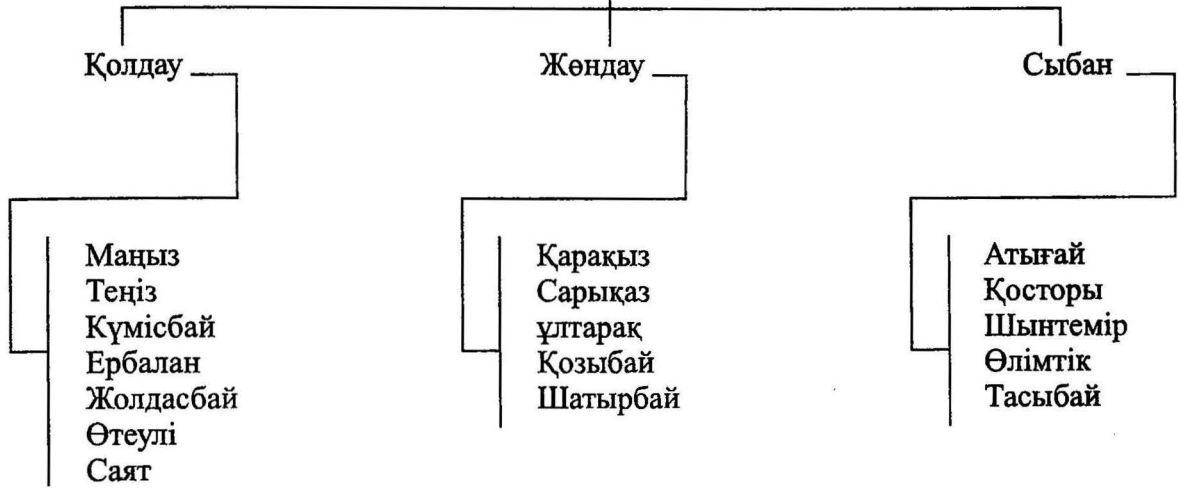 Қолдау
Жөндау
Сыбан
Маңыз
Теңіз
Күмісбай
Ербалан
Жолдасбай
Өтеулі
Саят
Қарақыз
Сарықаз
ұлтарақ
Қозыбай
Шатырбай
Атығай
Қосторы
Шынтемір
Өлімтік
Тасыбай